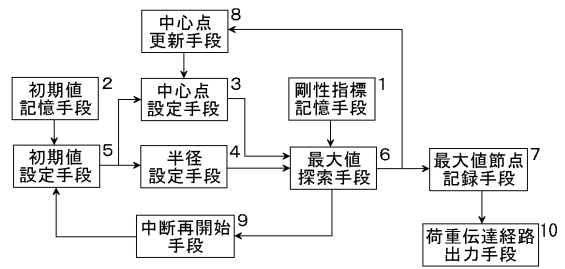 中心点
更新手段
8
初期値
記憶手段
2
中心点
設定手段
3
剛性指標
記憶手段
1
初期値
設定手段
5
半径
設定手段
4
最大値
探索手段
6
最大値節点
記録手段
7
中断再開始
手段
9
荷重伝達経路
出力手段
10